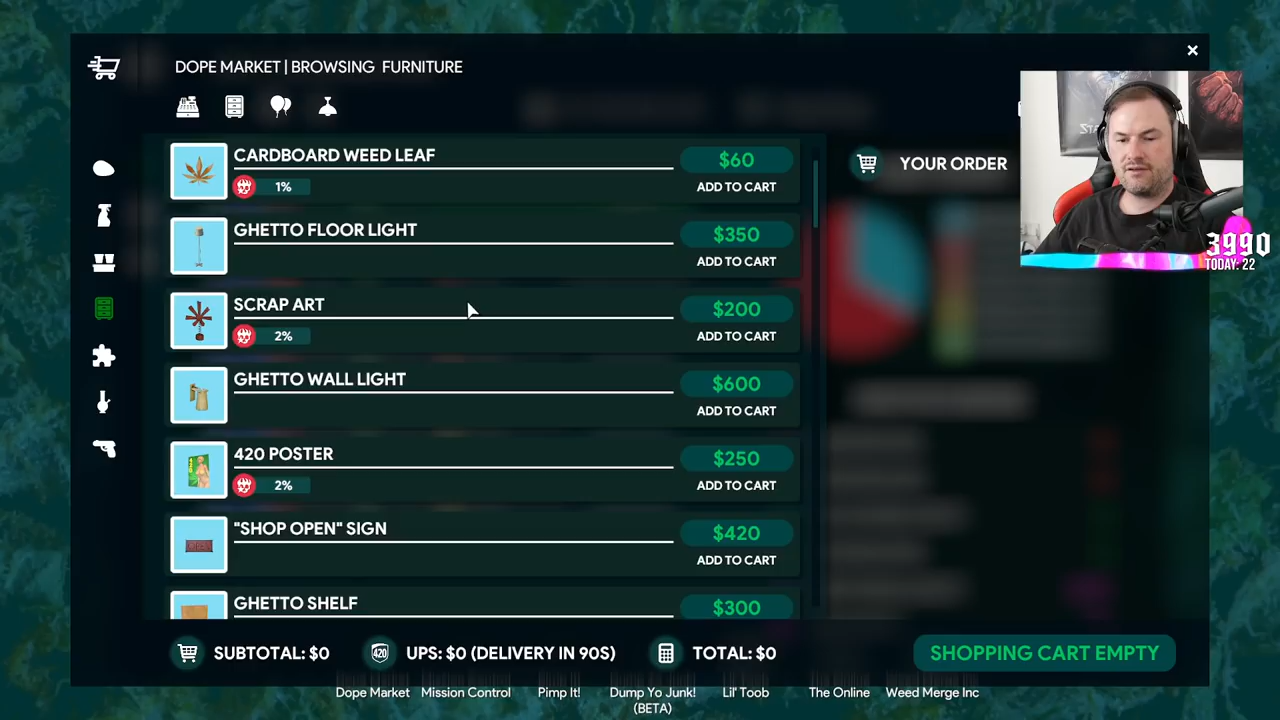 DOPE MARKET | BROWSING FURNITURE
CARDBOARD WEED LEAF
$60
1%
ADD TO CART
YOUR ORDER
GHETTO FLOOR LIGHT
$350
ADD TO CART
3990
TODAY: 22
SCRAP ART
$200
2%
ADD TO CART
GHETTO WALL LIGHT
$600
ADD TO CART
420 POSTER
$250
2%
ADD TO CART
"SHOP OPEN" SIGN
$420
ADD TO CART
GHETTO SHELF
$300
SUBTOTAL: $0
420
UPS: $0 (DELIVERY IN 90S)
TOTAL: $0
SHOPPING CART EMPTY
Dope Market
Mission Control
Pimp It!
Dump Yo Junk!
(BETA)
Lil' Toob
The Online
Weed Merge Inc